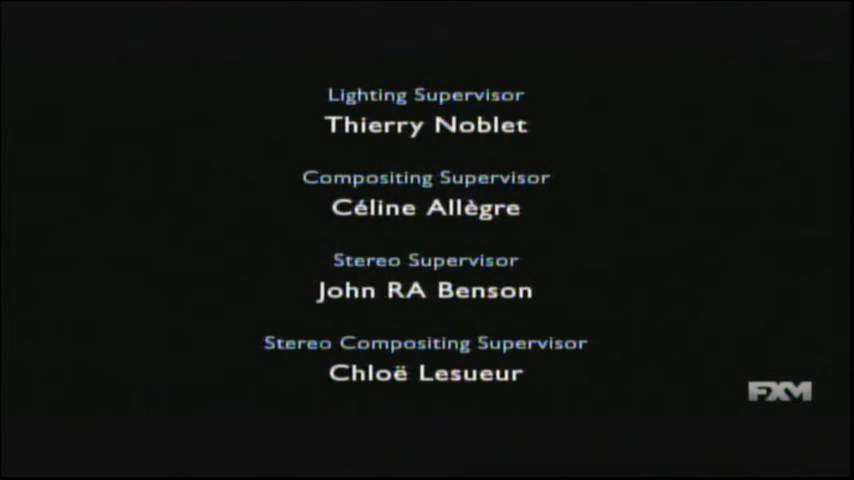 Lighting Supervisor
Thierry Noblet
Compositing Supervisor
Céline Allègre
Stereo Supervisor
John RA Benson
Stereo Compositing Supervisor
Chloë Lesueur
FXM